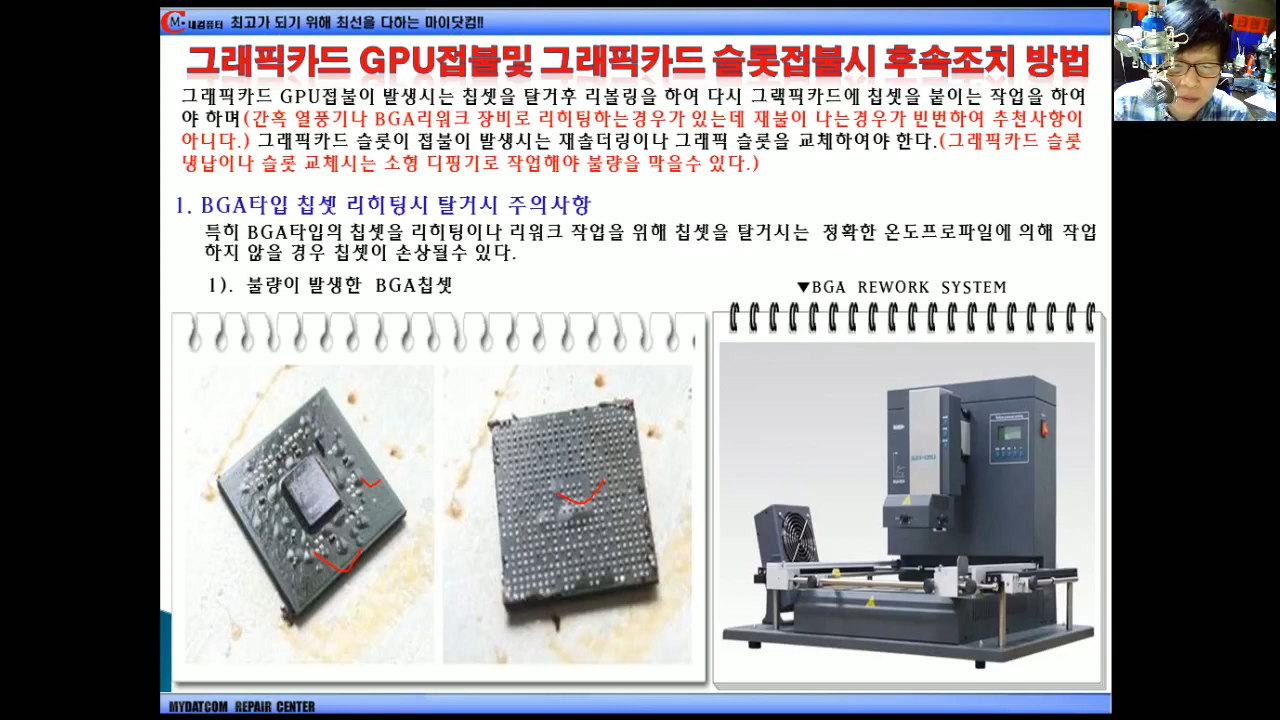 내컴퓨터 최고가 되기 위해 최선을 다하는 마이닷컴!!
그래픽카드 GPU접불및 그래픽카드 슬롯접불시 후속조치 방법
그래픽카드 GPU접불이 발생시는 칩셋을 탈거후 리볼링을 하여 다시 그랙픽카드에 칩셋을 붙이는 작업을 하여
야 하며(간혹 열풍기나 BGA리워크 장비로 리히팅하는경우가 있는데 재불이 나는경우가 빈번하여 추천사항이
아니다.) 그래픽카드 슬롯이 접불이 발생시는 재솔더링이나 그래픽 슬롯을 교체하여야 한다.(그래픽카드 슬롯
냉납이나 슬롯 교체시는 소형 디핑기로 작업해야 불량을 막을수 있다.)
1. BGA타입 칩셋 리히팅시 탈거시 주의사항
특히 BGA타입의 칩셋을 리히팅이나 리워크 작업을 위해 칩셋을 탈거시는 정확한 온도프로파일에 의해 작업
하지 않을 경우 칩셋이 손상될수 있다.
1). 불량이 발생한 BGA칩셋
▼BGA REWORK SYSTEM
MYDATCOM REPAIR CENTER